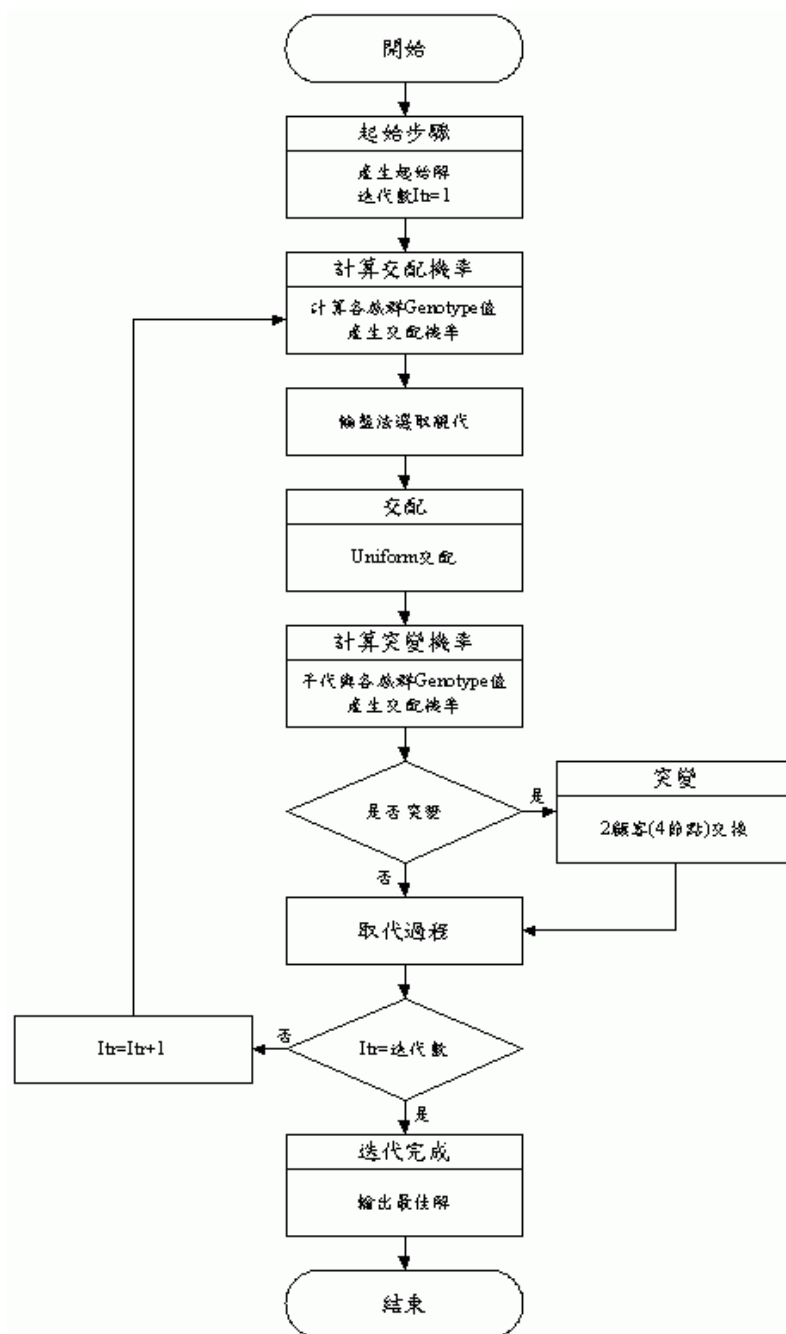 開始
起始步驟
產生起始解
迭代數Itr=1
計算交配機率
計算各族群Genotype值
產生交配機率
輪盤法選取親代
交配
Uniform交配
計算突變機率
子代與各族群Genotype值
產生交配機率
是否突變
是
突變
2顧客(4節點)交換
否
取代過程
Itr=迭代數
否
Itr=Itr+1
是
迭代完成
輸出最佳解
結束